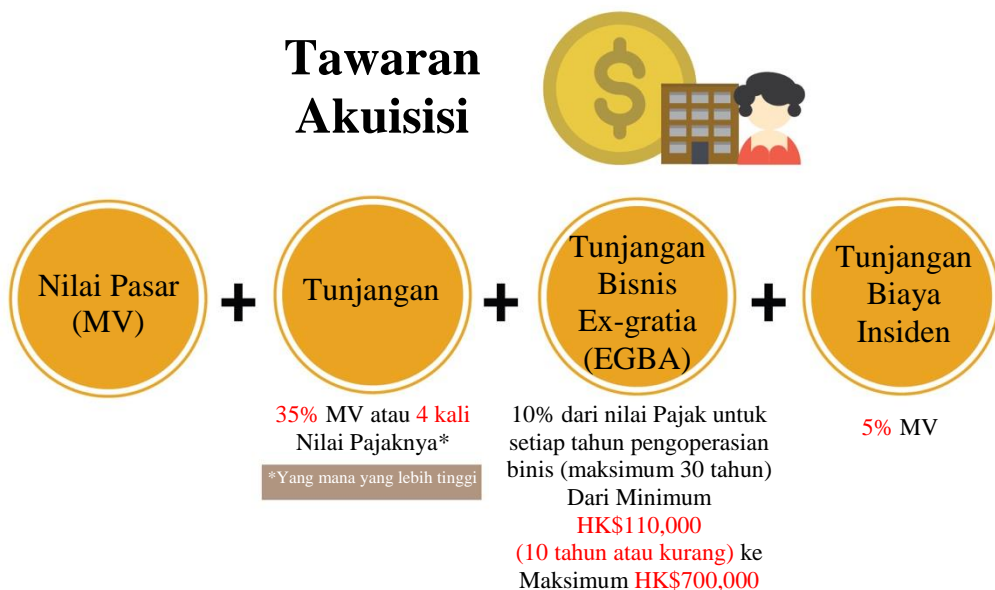 Tawaran
Akuisisi
$
Nilai Pasar
(MV)
+
Tunjangan
+
Tunjangan
Bisnis
Ex-gratia
(EGBA)
+
Tunjangan
Biaya
Insiden
35% MV atau 4 kali
Nilai Pajaknya*
*Yang mana yang lebih tinggi
10% dari nilai Pajak untuk
setiap tahun pengoperasian
binis (maksimum 30 tahun)
Dari Minimum
HK$110,000
(10 tahun atau kurang) ke
Maksimum HK$700,000
5% MV